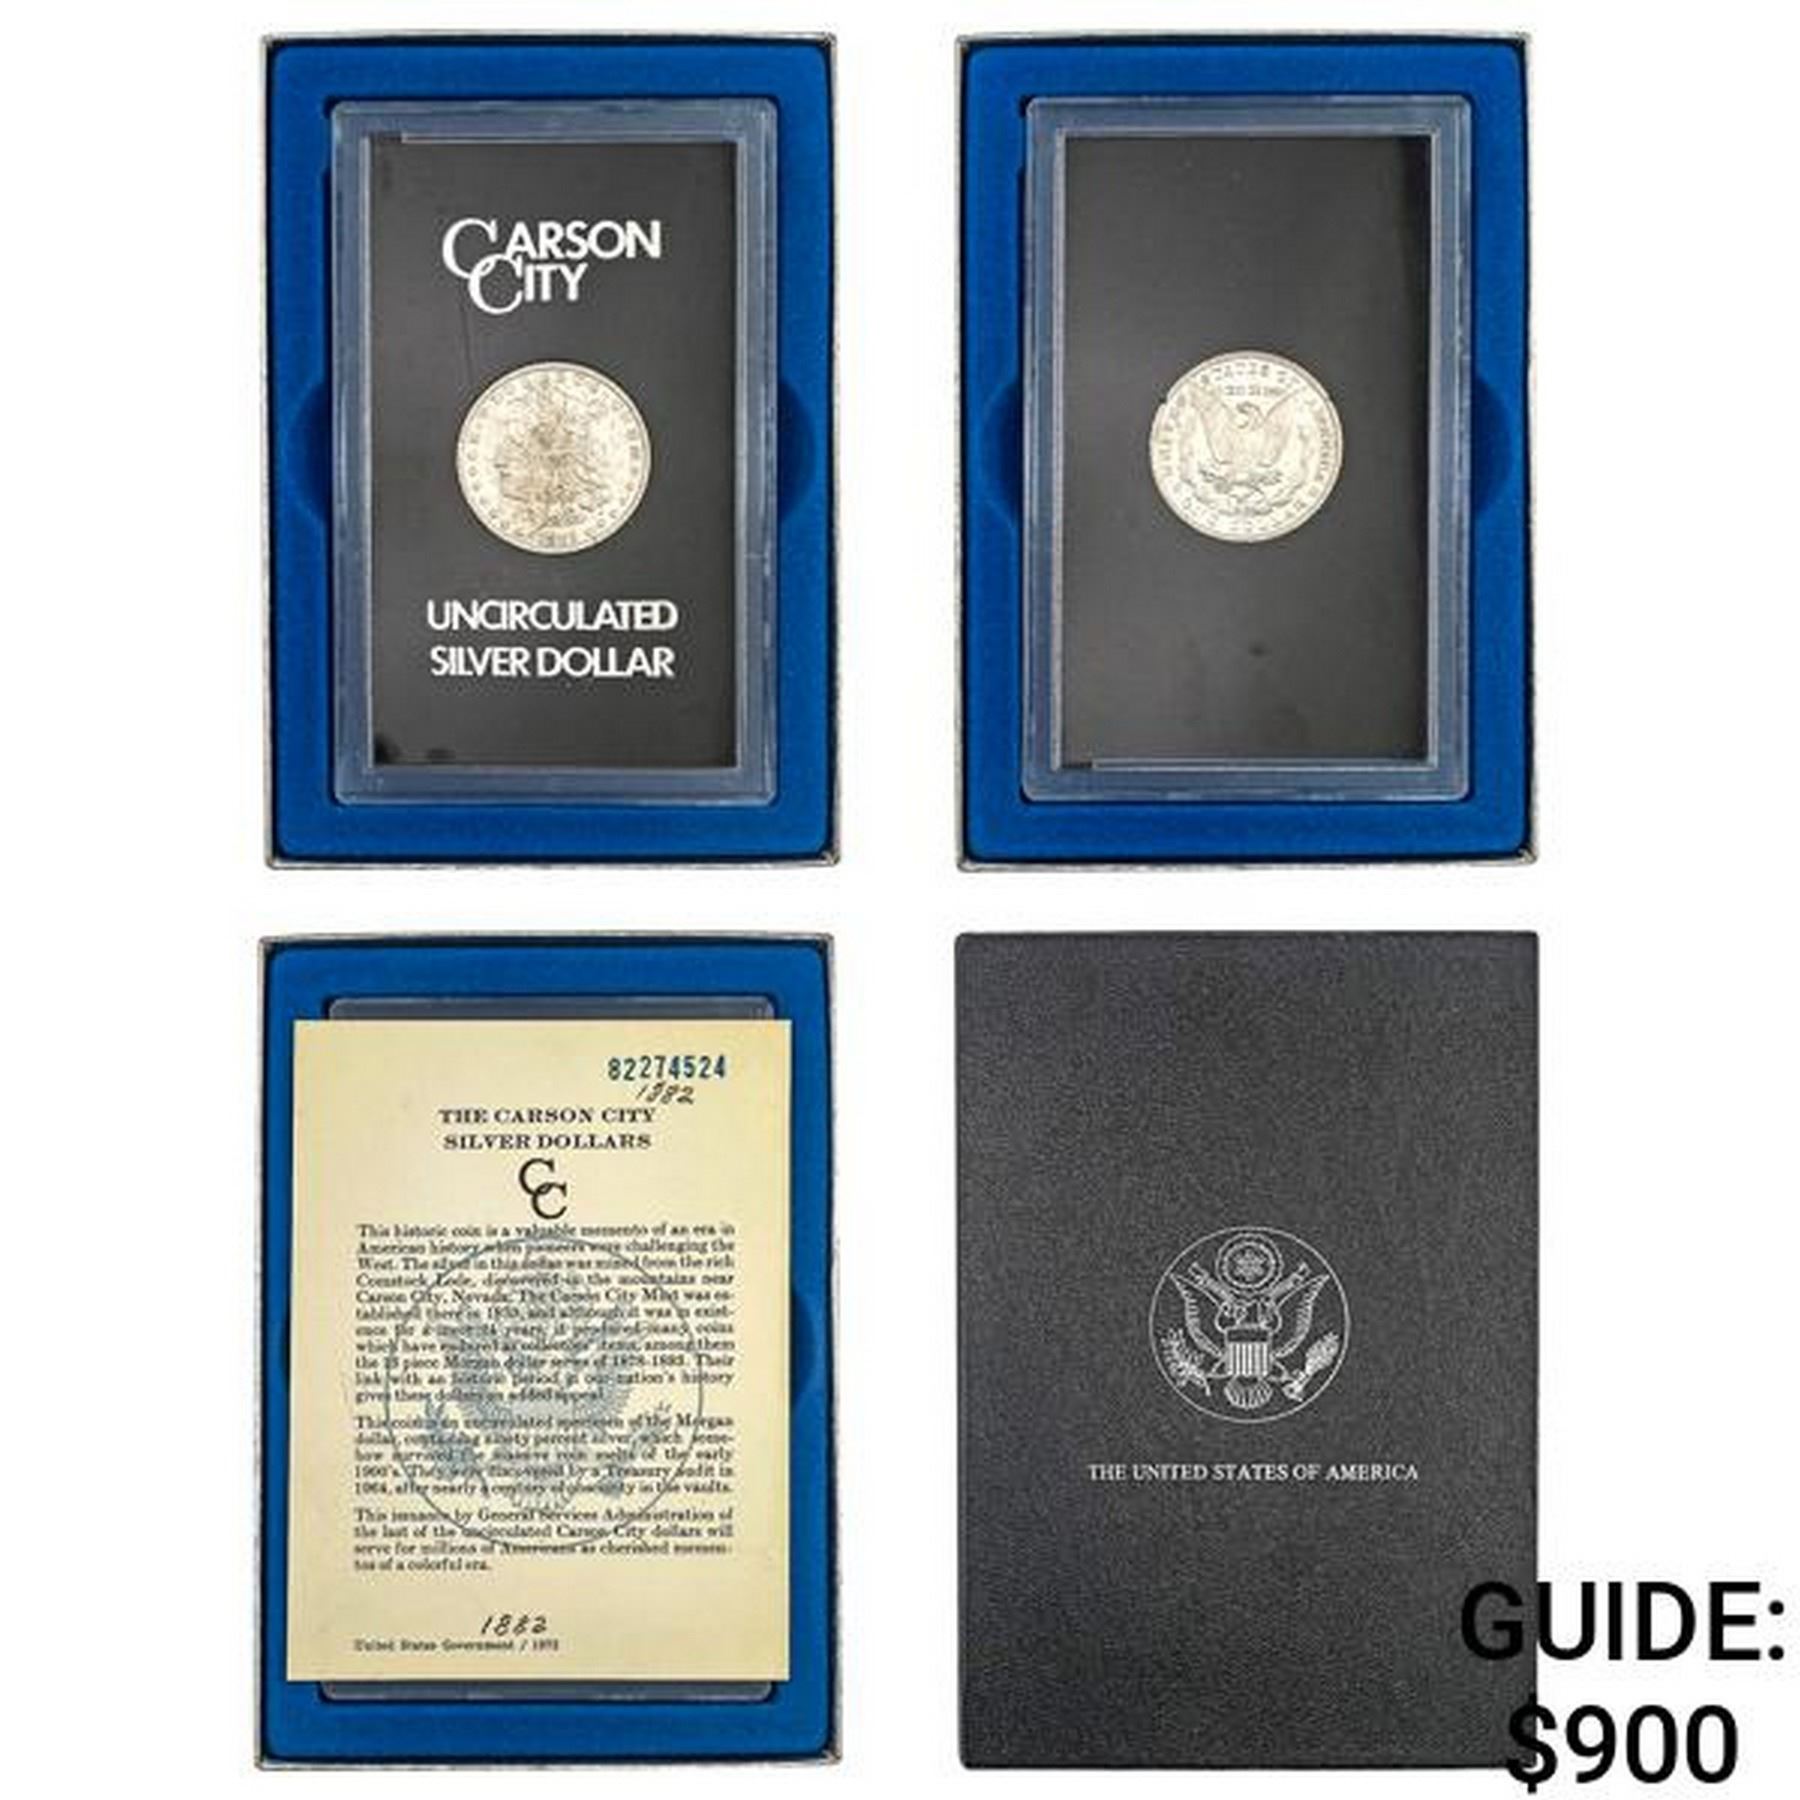 CARSON
CITY
UNCIRCULATED
SILVER DOLLAR
82274524
1882
THE CARSON CITY
SILVER DOLLARS
CC
This historic coin is a valuable memento of an era in
American history when pioneers were challenging the
West. The silver in this dollar was mined from the rich
Comstock Lode, discovered in the mountains near
Carson City, Nevada. The Carson City Mint was es-
tablished there in 1870, and although it was in exist-
ence for a mere 24 years, it produced many coins
which have endured as collectors' items, among them
the 13 piece Morgan dollar series of 1878-1893. Their
link with an historic period in our nation's history
gives these dollars an added appeal.
This coin is an uncirculated specimen of the Morgan
dollar, containing ninety percent silver, which some-
how survived the massive coin melts of the early
1900's. They were discovered by a Treasury audit in
1964, after nearly a century of obscurity in the vaults.
This issuance by General Services Administration of
the last of the uncirculated Carson City dollars will
serve for millions of Americans as cherished memen-
tos of a colorful era.
1882
United States Government / 1972
THE UNITED STATES OF AMERICA
GUIDE:
$900